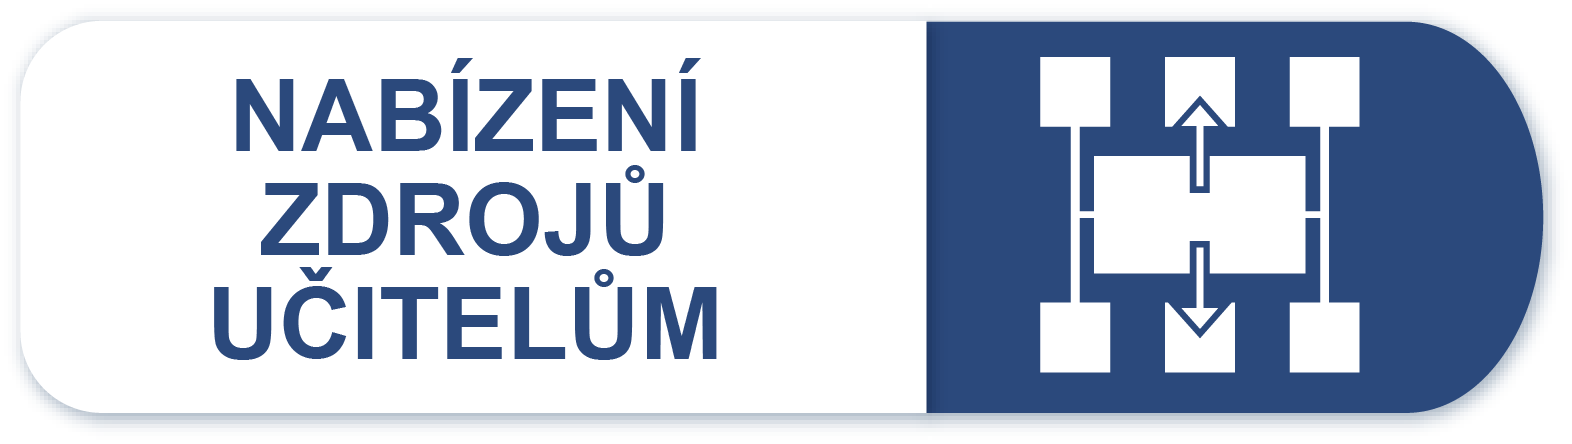 NABÍZENÍ
ZDROJŮ
UČITELŮM